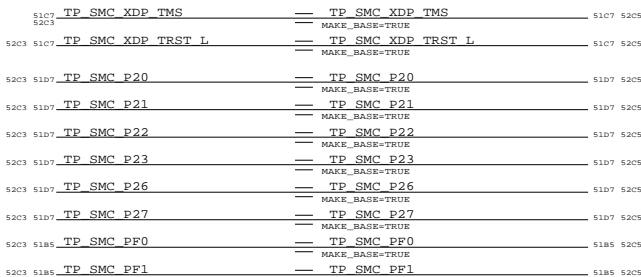 51C7 TP_SMC_XDP_TMS TP_SMC_XDP_TMS 51C7 52C5
52C3 MAKE_BASE=TRUE
52C3 51C7 TP_SMC_XDP_TRST_L TP_SMC_XDP_TRST_L 51C7 52C5
MAKE_BASE=TRUE
52C3 51D7 TP_SMC_P20 TP_SMC_P20 51D7 52C5
MAKE_BASE=TRUE
52C3 51D7 TP_SMC_P21 TP_SMC_P21 51D7 52C5
MAKE_BASE=TRUE
52C3 51D7 TP_SMC_P22 TP_SMC_P22 51D7 52C5
MAKE_BASE=TRUE
52C3 51D7 TP_SMC_P23 TP_SMC_P23 51D7 52C5
MAKE_BASE=TRUE
52C3 51D7 TP_SMC_P26 TP_SMC_P26 51D7 52C5
MAKE_BASE=TRUE
52C3 51D7 TP_SMC_P27 TP_SMC_P27 51D7 52C5
MAKE_BASE=TRUE
52C3 51B5 TP_SMC_PF0 TP_SMC_PF0 51B5 52C5
MAKE_BASE=TRUE
52C3 51B5 TP_SMC_PF1 TP_SMC_PF1 51B5 52C5